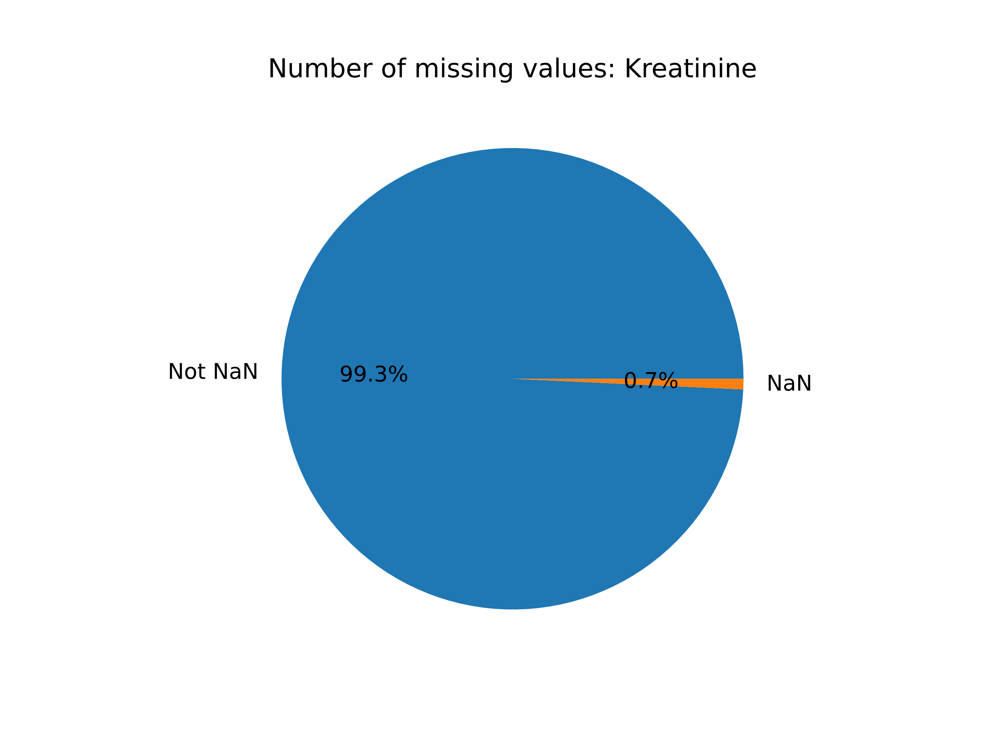 Number of missing values: Kreatinine
Not NaN
99.3%
0.7%
NaN